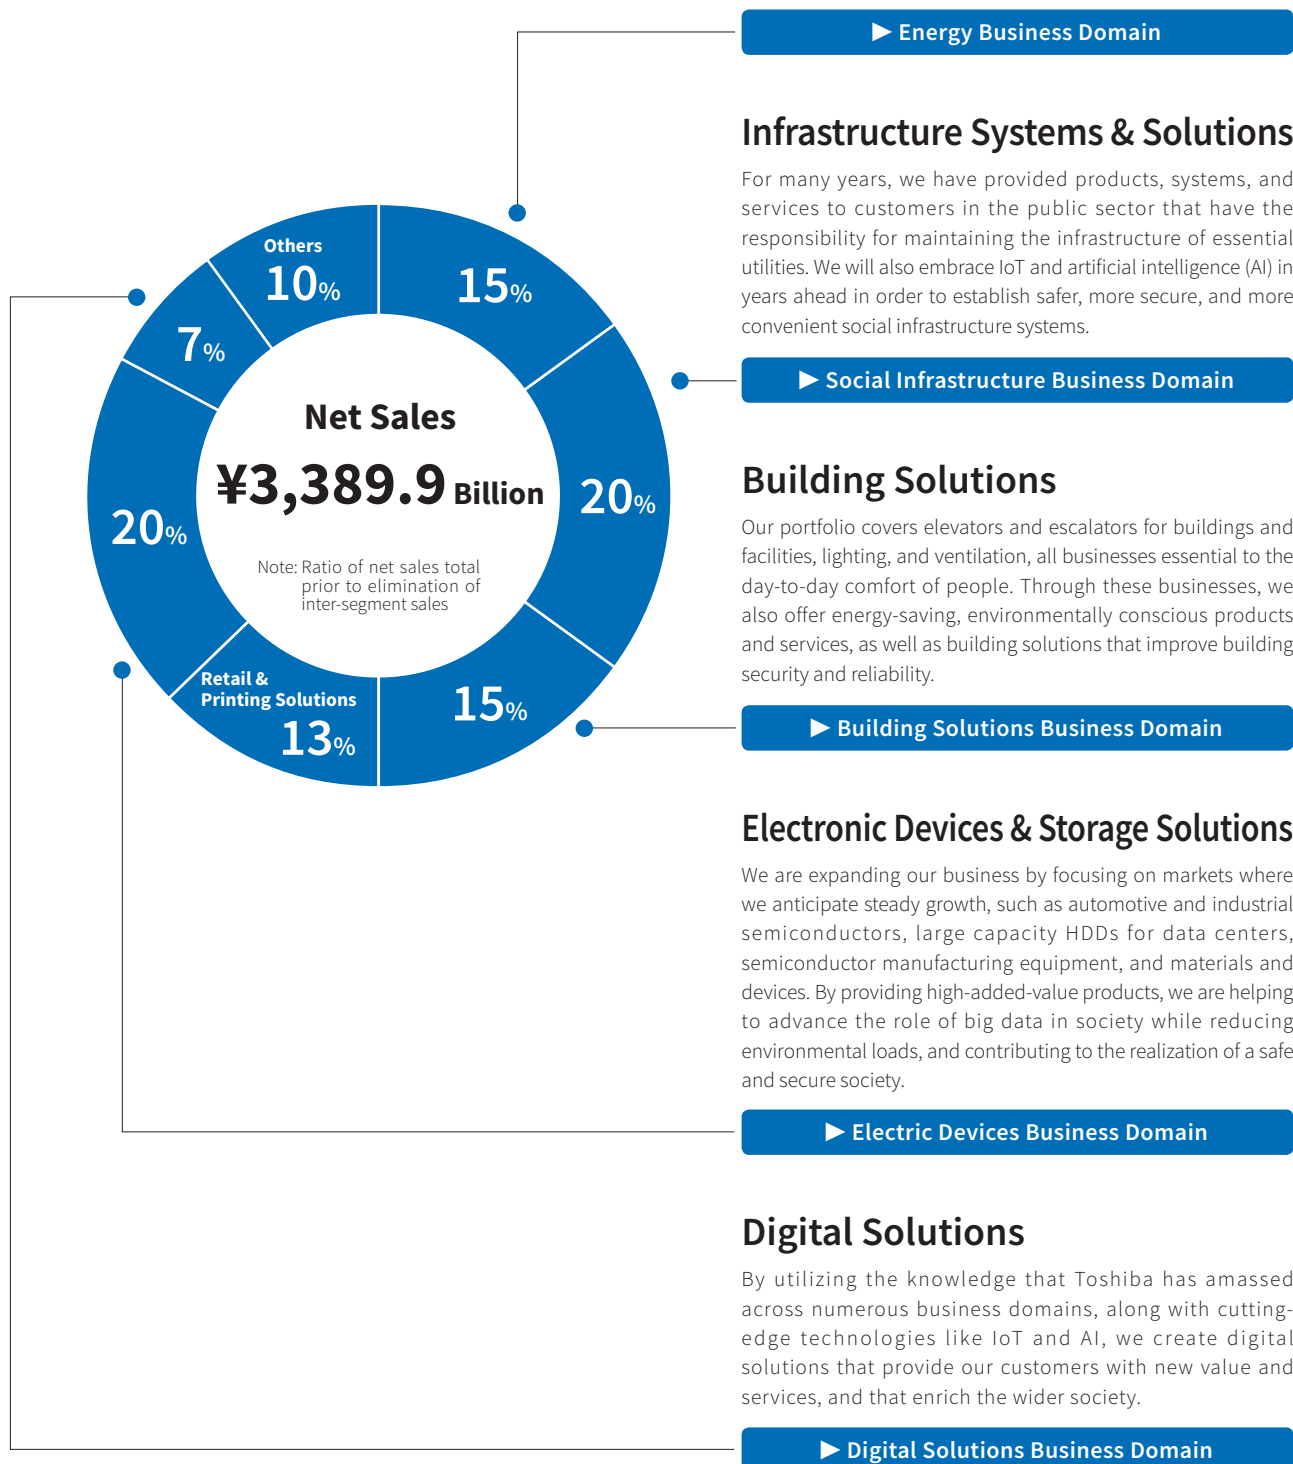 ▶ Energy Business Domain
Infrastructure Systems & Solutions
For many years, we have provided products, systems, and
services to customers in the public sector that have the
responsibility for maintaining the infrastructure of essential
utilities. We will also embrace IoT and artificial intelligence (AI) in
years ahead in order to establish safer, more secure, and more
convenient social infrastructure systems.
▶ Social Infrastructure Business Domain
Building Solutions
Our portfolio covers elevators and escalators for buildings and
facilities, lighting, and ventilation, all businesses essential to the
day-to-day comfort of people. Through these businesses, we
also offer energy-saving, environmentally conscious products
and services, as well as building solutions that improve building
security and reliability.
▶ Building Solutions Business Domain
Electronic Devices & Storage Solutions
We are expanding our business by focusing on markets where
we anticipate steady growth, such as automotive and industrial
semiconductors, large capacity HDDs for data centers,
semiconductor manufacturing equipment, and materials and
devices. By providing high-added-value products, we are helping
to advance the role of big data in society while reducing
environmental loads, and contributing to the realization of a safe
and secure society.
▶ Electric Devices Business Domain
Digital Solutions
By utilizing the knowledge that Toshiba has amassed
across numerous business domains, along with cutting-
edge technologies like IoT and AI, we create digital
solutions that provide our customers with new value and
services, and that enrich the wider society.
▶ Digital Solutions Business Domain
Others
10%
15%
7%
20%
20%
Retail &
Printing Solutions
13%
15%
Net Sales
¥3,389.9 Billion
Note: Ratio of net sales total
prior to elimination of
inter-segment sales